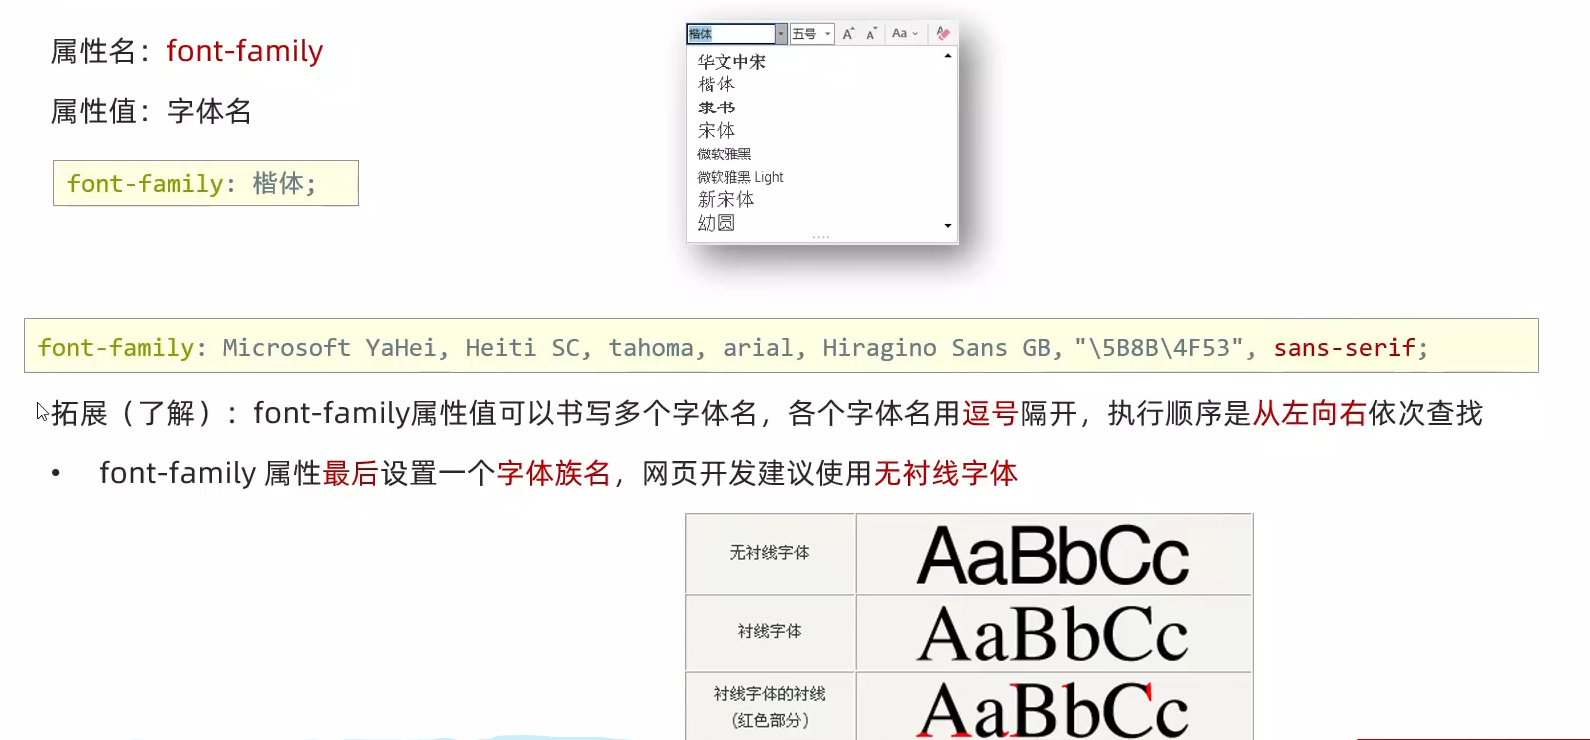 属性名：font-family
属性值：字体名
font-family: 楷体;
楷体 五号 A A Aa
华文中宋
楷体
隶书
宋体
微软雅黑
微软雅黑 Light
新宋体
幼圆
font-family: Microsoft YaHei, Heiti SC, tahoma, arial, Hiragino Sans GB, "\5B8B\4F53", sans-serif;
拓展（了解）：font-family属性值可以书写多个字体名，各个字体名用逗号隔开，执行顺序是从左向右依次查找
• font-family 属性最后设置一个字体族名，网页开发建议使用无衬线字体
无衬线字体 AaBbCc
衬线字体 AaBbCc
衬线字体的衬线
（红色部分） AaBbCc